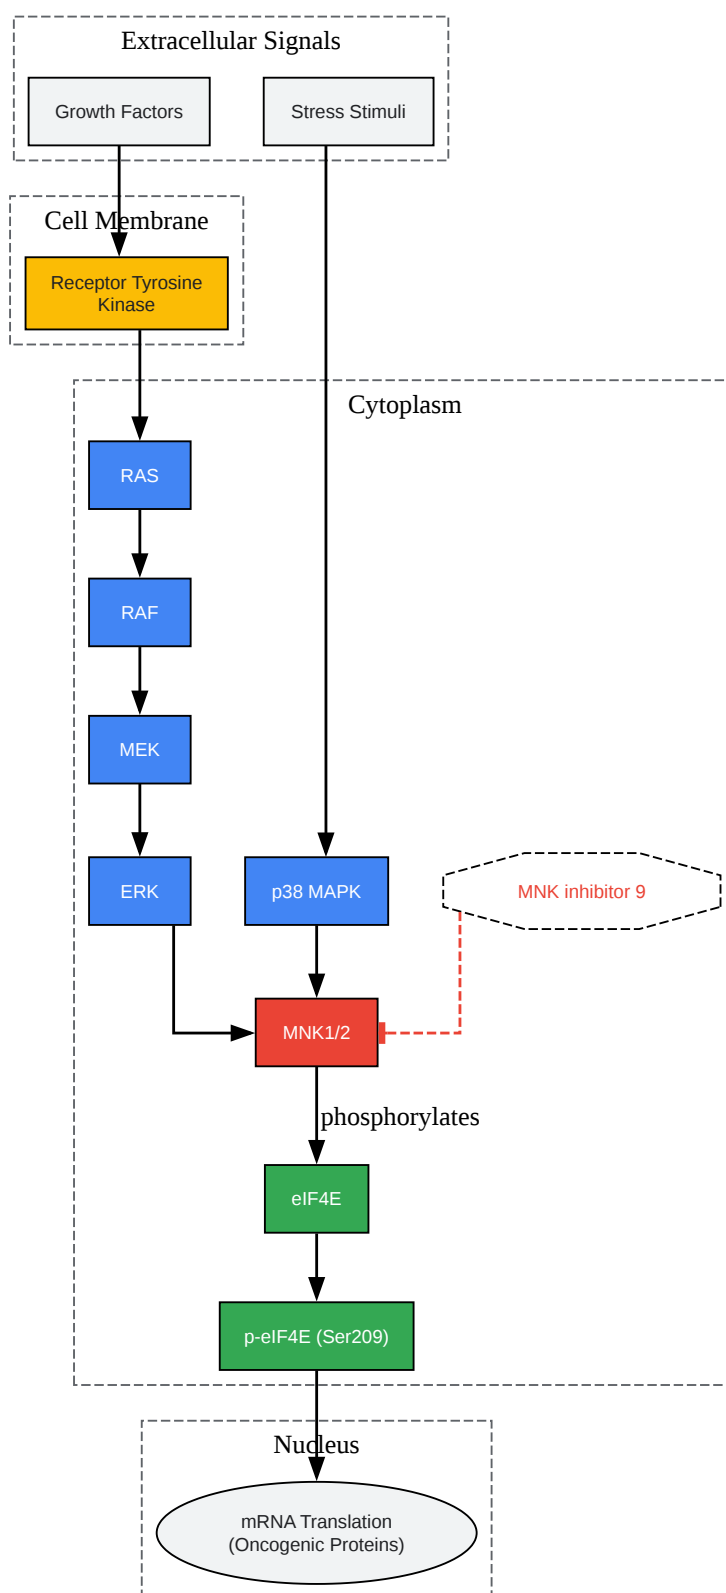 Extracellular Signals
Growth Factors
Stress Stimuli
Cell Membrane
Receptor Tyrosine
Kinase
Cytoplasm
RAS
RAF
MEK
ERK
p38 MAPK
MNK inhibitor 9
MNK1/2
phosphorylates
eIF4E
p-eIF4E (Ser209)
Nucleus
mRNA Translation
(Oncogenic Proteins)